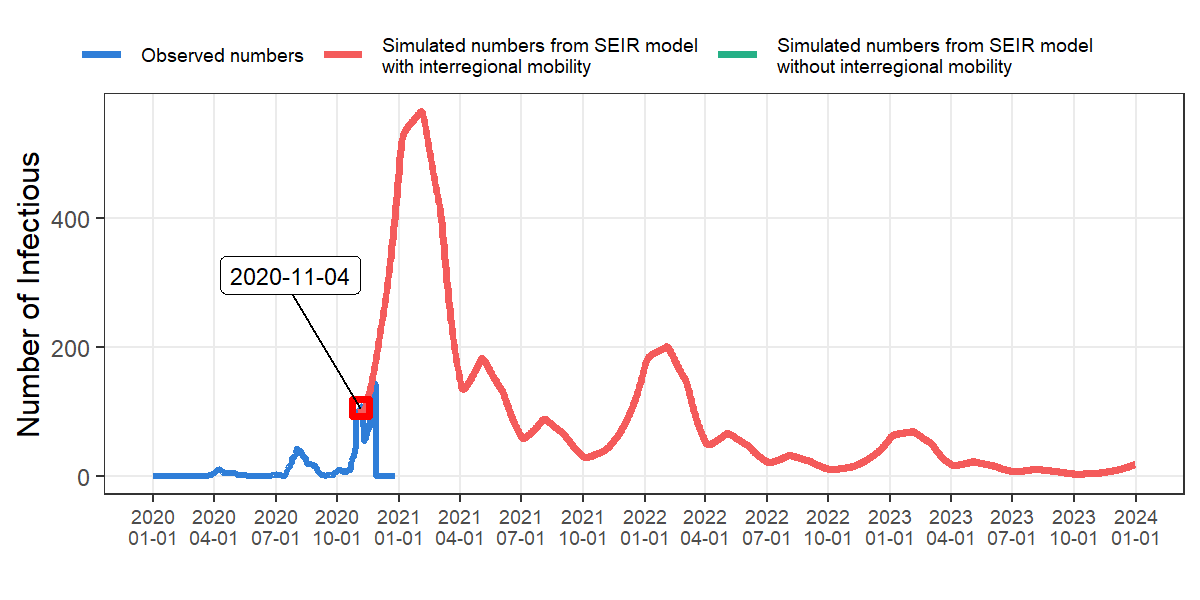 Observed numbers
Simulated numbers from SEIR model
with interregional mobility
Simulated numbers from SEIR model
without interregional mobility
Number of Infectious
400
200
0
2020-11-04
2020 2020 2020 2020 2021 2021 2021 2021 2022 2022 2022 2022 2023 2023 2023 2023 2024
01-01 04-01 07-01 10-01 01-01 04-01 07-01 10-01 01-01 04-01 07-01 10-01 01-01 04-01 07-01 10-01 01-01